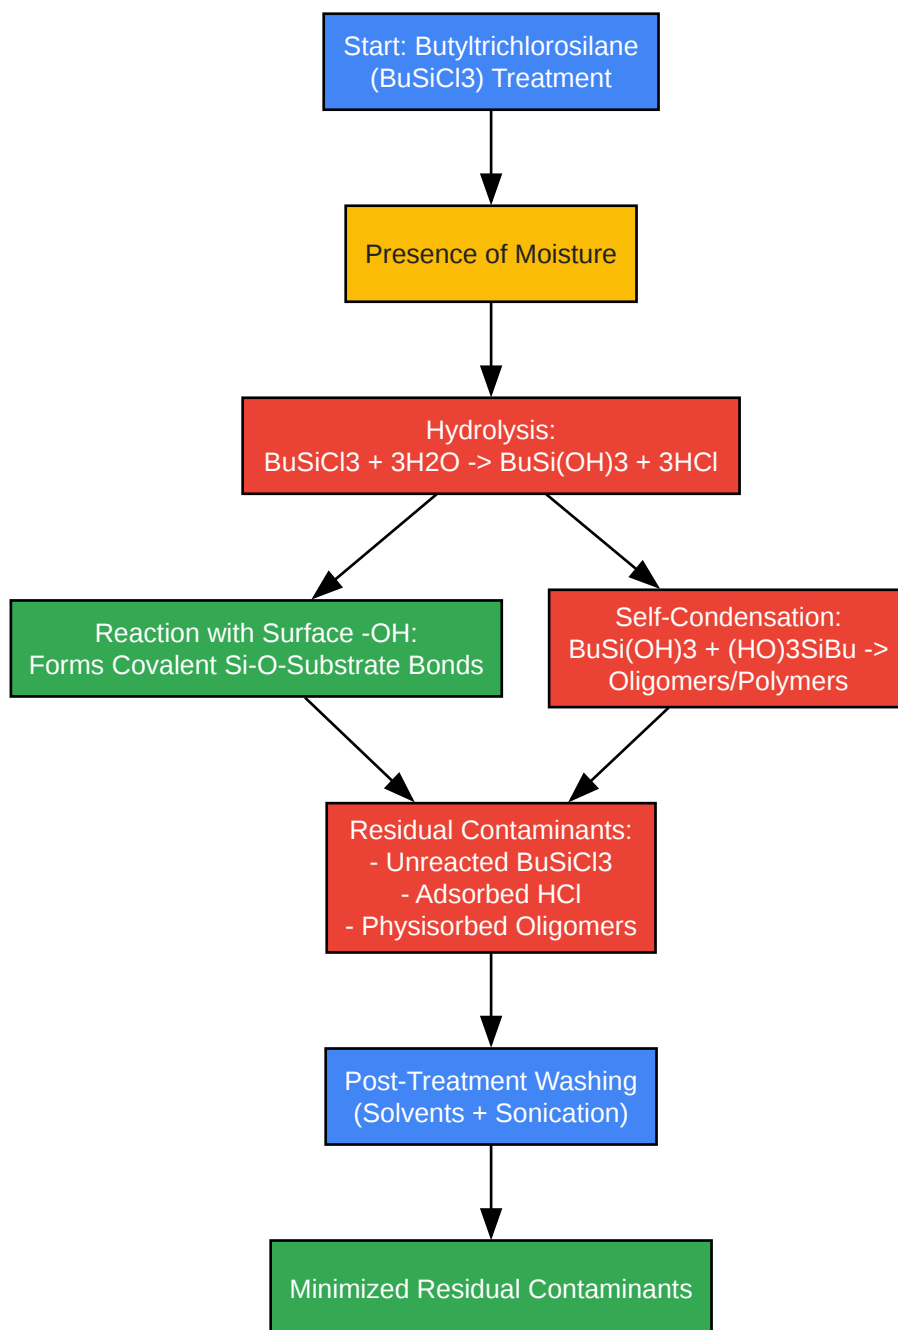 Start: Butyltrichlorosilane
(BuSiCl3) Treatment
Presence of Moisture
Hydrolysis:
BuSiCl3 + 3H2O -> BuSi(OH)3 + 3HCl
Reaction with Surface -OH:
Forms Covalent Si-O-Substrate Bonds
Self-Condensation:
BuSi(OH)3 + (HO)3SiBu ->
Oligomers/Polymers
Residual Contaminants:
- Unreacted BuSiCl3
- Adsorbed HCl
- Physisorbed Oligomers
Post-Treatment Washing
(Solvents + Sonication)
Minimized Residual Contaminants